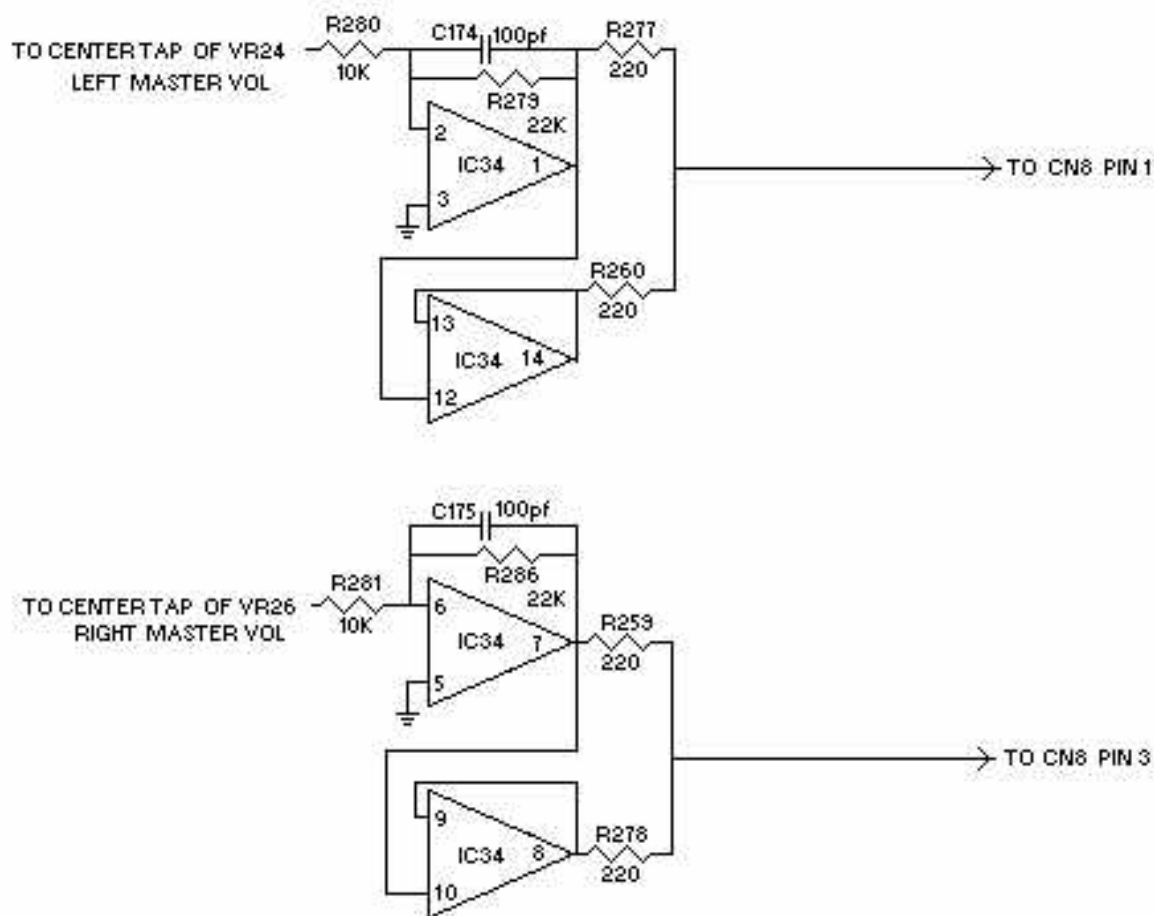 R280
C174 100pf
R277
TO CENTER TAP OF VR24
LEFT MASTER VOL
10K
220
R279
22K
2
IC34 1
3
TO CN8 PIN 1
R260
220
13
IC34 14
12
C175 100pf
R286
22K
R281
TO CENTER TAP OF VR26
RIGHT MASTER VOL
10K
6
IC34 7
5
R259
220
TO CN8 PIN 3
9
IC34 8
10
R278
220